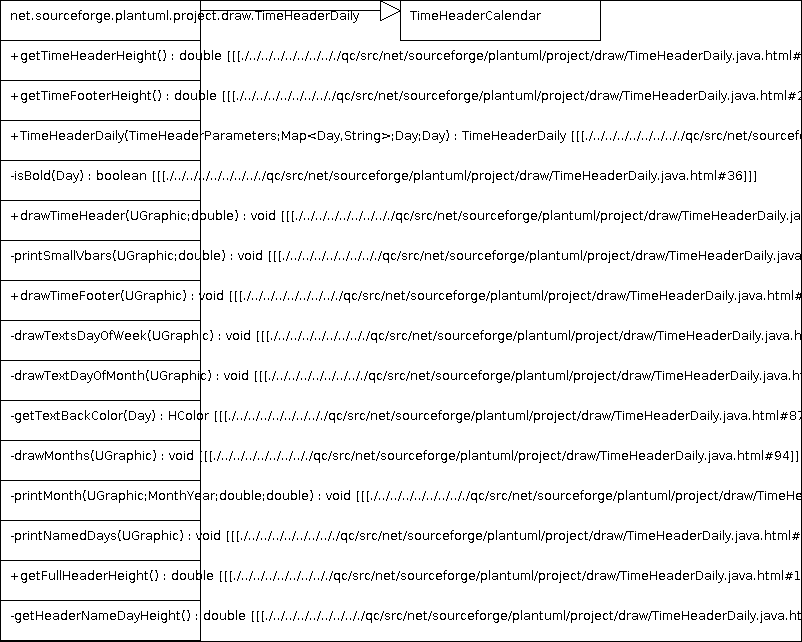 net.sourceforge.plantuml.project.draw.TimeHeaderDaily
TimeHeaderCalendar
+getTimeHeaderHeight() : double [[[./../../../../../../../qc/src/net/sourceforge/plantuml/project/draw/TimeHeaderDaily.java.html#
+getTimeFooterHeight() : double [[[./../../../../../../../qc/src/net/sourceforge/plantuml/project/draw/TimeHeaderDaily.java.html#2
+TimeHeaderDaily(TimeHeaderParameters;Map<Day,String>;Day;Day) : TimeHeaderDaily [[[./../../../../../../../qc/src/net/sourcef
-isBold(Day) : boolean [[[./../../../../../../../qc/src/net/sourceforge/plantuml/project/draw/TimeHeaderDaily.java.html#36]]]
+drawTimeHeader(UGraphic;double) : void [[[./../../../../../../../qc/src/net/sourceforge/plantuml/project/draw/TimeHeaderDaily.ja
-printSmallVbars(UGraphic;double) : void [[[./../../../../../../../qc/src/net/sourceforge/plantuml/project/draw/TimeHeaderDaily.java
+drawTimeFooter(UGraphic) : void [[[./../../../../../../../qc/src/net/sourceforge/plantuml/project/draw/TimeHeaderDaily.java.html#
-drawTextsDayOfWeek(UGraphic) : void [[[./../../../../../../../qc/src/net/sourceforge/plantuml/project/draw/TimeHeaderDaily.java.h
-drawTextDayOfMonth(UGraphic) : void [[[./../../../../../../../qc/src/net/sourceforge/plantuml/project/draw/TimeHeaderDaily.java.ht
-getTextBackColor(Day) : HColor [[[./../../../../../../../qc/src/net/sourceforge/plantuml/project/draw/TimeHeaderDaily.java.html#87
-drawMonths(UGraphic) : void [[[./../../../../../../../qc/src/net/sourceforge/plantuml/project/draw/TimeHeaderDaily.java.html#94]]
-printMonth(UGraphic;MonthYear;double;double) : void [[[./../../../../../../../qc/src/net/sourceforge/plantuml/project/draw/TimeHe
-printNamedDays(UGraphic) : void [[[./../../../../../../../qc/src/net/sourceforge/plantuml/project/draw/TimeHeaderDaily.java.html#
+getFullHeaderHeight() : double [[[./../../../../../../../qc/src/net/sourceforge/plantuml/project/draw/TimeHeaderDaily.java.html#1
-getHeaderNameDayHeight() : double [[[./../../../../../../../qc/src/net/sourceforge/plantuml/project/draw/TimeHeaderDaily.java.ht